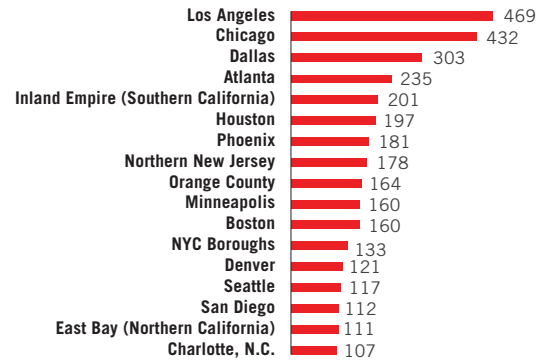 Los Angeles 469
Chicago 432
Dallas 303
Atlanta 235
Inland Empire (Southern California) 201
Houston 197
Phoenix 181
Northern New Jersey 178
Orange County 164
Minneapolis 160
Boston 160
NYC Boroughs 133
Denver 121
Seattle 117
San Diego 112
East Bay (Northern California) 111
Charlotte, N.C. 107